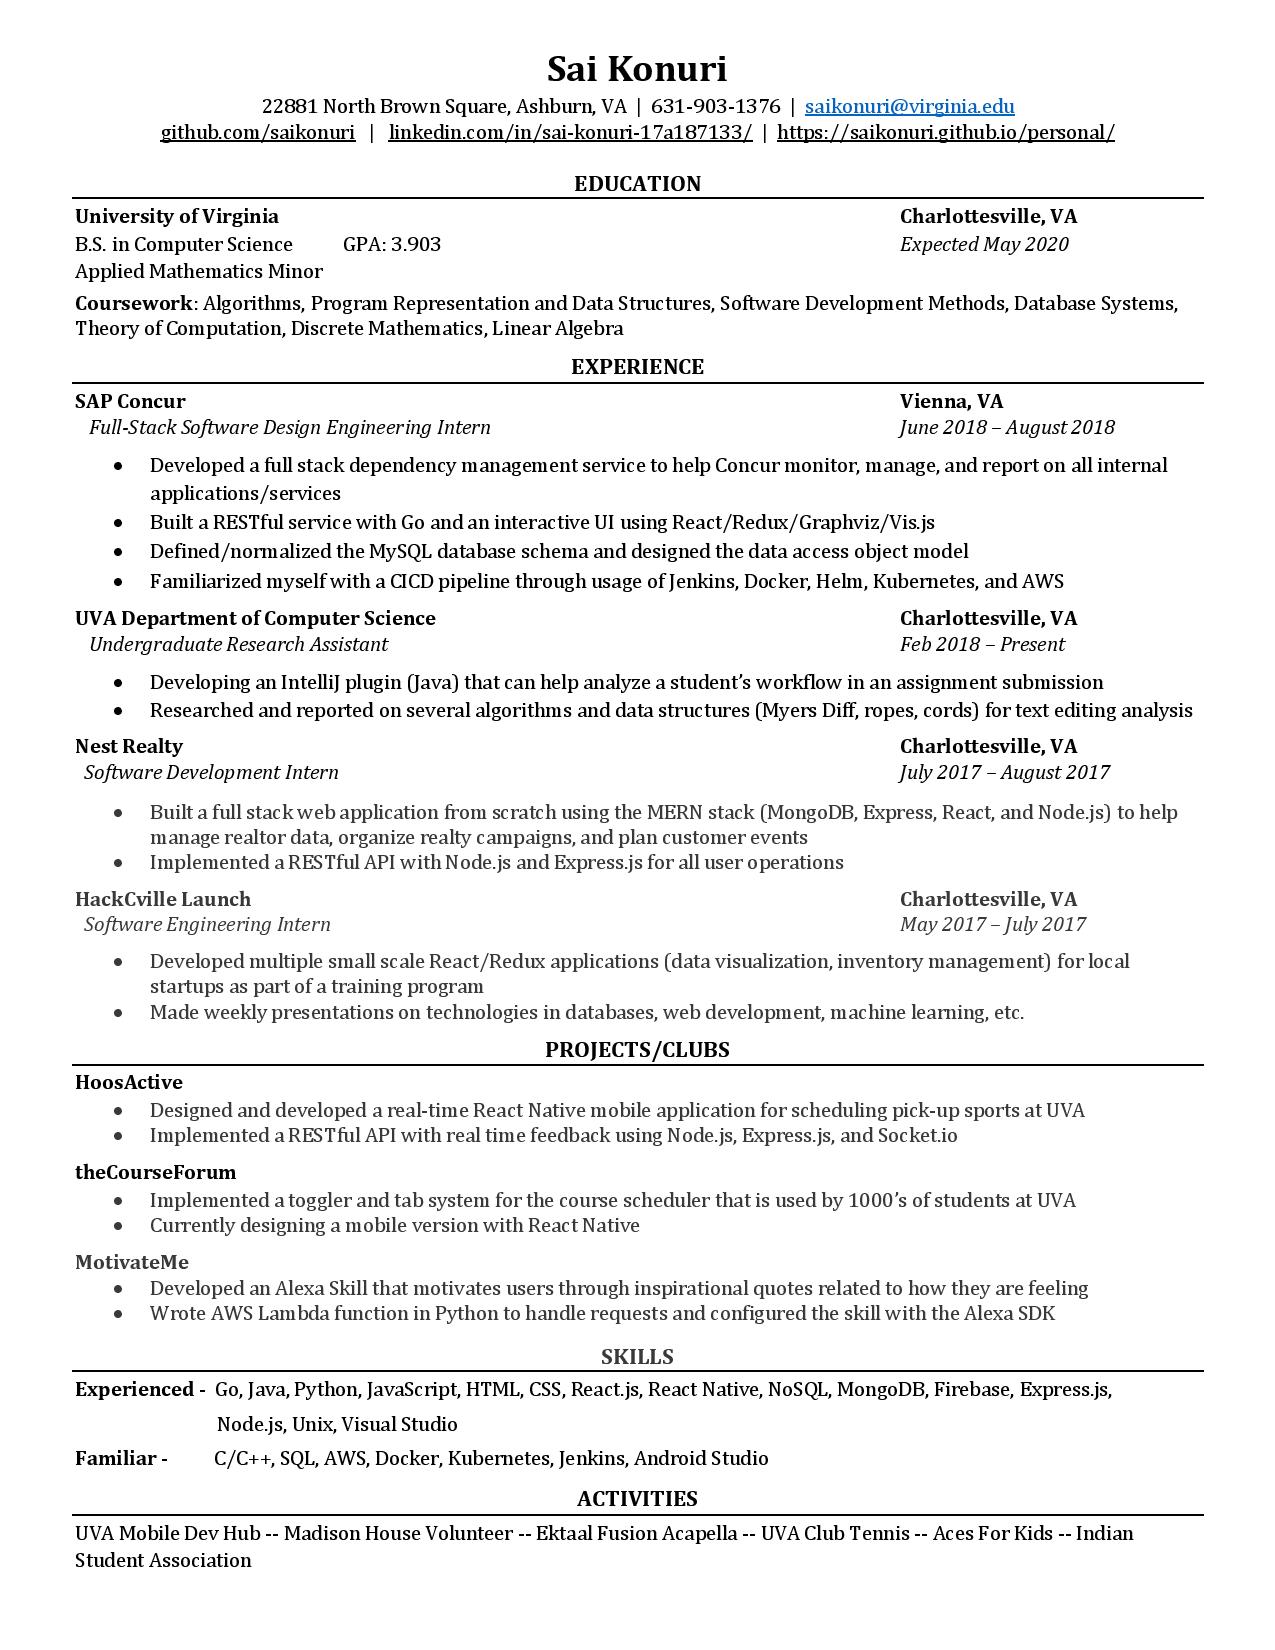 Sai Konuri
22881 North Brown Square, Ashburn, VA | 631-903-1376 | saikonuri@virginia.edu
github.com/saikonuri | linkedin.com/in/sai-konuri-17a187133/ | https://saikonuri.github.io/personal/
EDUCATION
University of Virginia Charlottesville, VA
B.S. in Computer Science GPA: 3.903 Expected May 2020
Applied Mathematics Minor
Coursework: Algorithms, Program Representation and Data Structures, Software Development Methods, Database Systems,
Theory of Computation, Discrete Mathematics, Linear Algebra
EXPERIENCE
SAP Concur Vienna, VA
Full-Stack Software Design Engineering Intern June 2018 – August 2018
• Developed a full stack dependency management service to help Concur monitor, manage, and report on all internal
applications/services
• Built a RESTful service with Go and an interactive UI using React/Redux/Graphviz/Vis.js
• Defined/normalized the MySQL database schema and designed the data access object model
• Familiarized myself with a CICD pipeline through usage of Jenkins, Docker, Helm, Kubernetes, and AWS
UVA Department of Computer Science Charlottesville, VA
Undergraduate Research Assistant Feb 2018 – Present
• Developing an IntelliJ plugin (Java) that can help analyze a student’s workflow in an assignment submission
• Researched and reported on several algorithms and data structures (Myers Diff, ropes, cords) for text editing analysis
Nest Realty Charlottesville, VA
Software Development Intern July 2017 – August 2017
• Built a full stack web application from scratch using the MERN stack (MongoDB, Express, React, and Node.js) to help
manage realtor data, organize realty campaigns, and plan customer events
• Implemented a RESTful API with Node.js and Express.js for all user operations
HackCville Launch Charlottesville, VA
Software Engineering Intern May 2017 – July 2017
• Developed multiple small scale React/Redux applications (data visualization, inventory management) for local
startups as part of a training program
• Made weekly presentations on technologies in databases, web development, machine learning, etc.
PROJECTS/CLUBS
HoosActive
• Designed and developed a real-time React Native mobile application for scheduling pick-up sports at UVA
• Implemented a RESTful API with real time feedback using Node.js, Express.js, and Socket.io
theCourseForum
• Implemented a toggler and tab system for the course scheduler that is used by 1000’s of students at UVA
• Currently designing a mobile version with React Native
MotivateMe
• Developed an Alexa Skill that motivates users through inspirational quotes related to how they are feeling
• Wrote AWS Lambda function in Python to handle requests and configured the skill with the Alexa SDK
SKILLS
Experienced - Go, Java, Python, JavaScript, HTML, CSS, React.js, React Native, NoSQL, MongoDB, Firebase, Express.js,
Node.js, Unix, Visual Studio
Familiar - C/C++, SQL, AWS, Docker, Kubernetes, Jenkins, Android Studio
ACTIVITIES
UVA Mobile Dev Hub -- Madison House Volunteer -- Ektaal Fusion Acapella -- UVA Club Tennis -- Aces For Kids -- Indian
Student Association